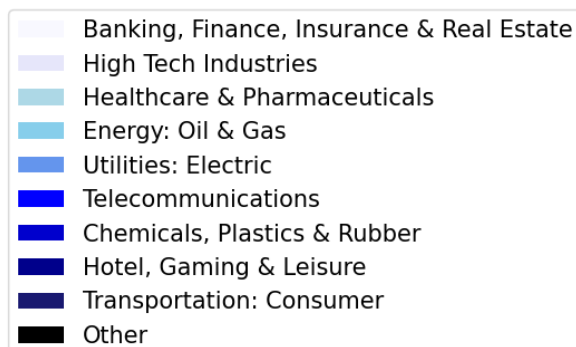 Banking, Finance, Insurance & Real Estate
High Tech Industries
Healthcare & Pharmaceuticals
Energy: Oil & Gas
Utilities: Electric
Telecommunications
Chemicals, Plastics & Rubber
Hotel, Gaming & Leisure
Transportation: Consumer
Other